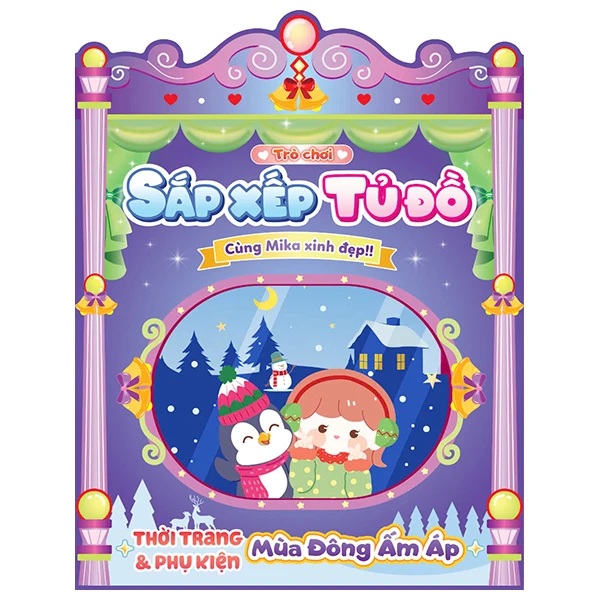 Trò chơi
SẮP XẾP TỦ ĐỒ
Cùng Mika xinh đẹp!!
THỜI TRANG
& PHỤ KIỆN
Mùa Đông Ấm Áp